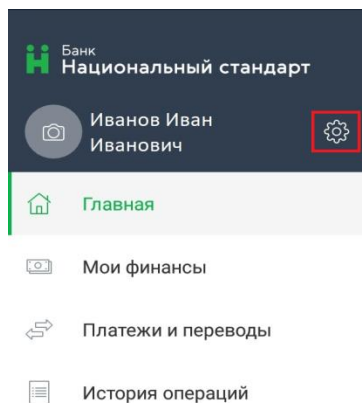 Банк
Национальный стандарт
Иванов Иван
Иванович
Главная
Мои финансы
Платежи и переводы
История операций